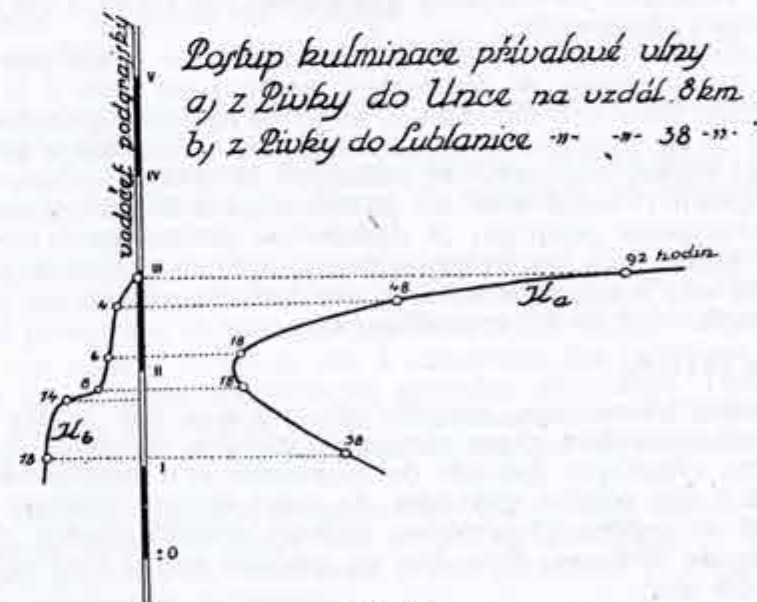 Postup kulminace přívalové vlny
a) z Pivky do Unce na vzdál. 8 km
b) z Pivky do Lublanice -"- -"- 38 -"-
vodočet podgrajský
V
IV
III
92 hodin
4
48
Ka
6
18
II
8
18
14
Kb
18
38
I
± 0